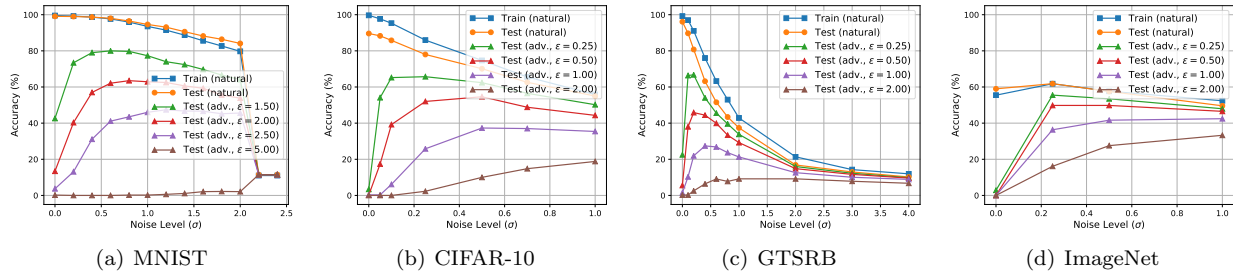 Accuracy (%)
100
80
60
40
20
0
Train (natural)
Test (natural)
Test (adv., ε = 1.50)
Test (adv., ε = 2.00)
Test (adv., ε = 2.50)
Test (adv., ε = 5.00)
0.0 0.5 1.0 1.5 2.0 2.5
Noise Level (σ)
(a) MNIST
Accuracy (%)
100
80
60
40
20
0
Train (natural)
Test (natural)
Test (adv., ε = 0.25)
Test (adv., ε = 0.50)
Test (adv., ε = 1.00)
Test (adv., ε = 2.00)
0.0 0.2 0.4 0.6 0.8 1.0
Noise Level (σ)
(b) CIFAR-10
Accuracy (%)
100
80
60
40
20
0
Train (natural)
Test (natural)
Test (adv., ε = 0.25)
Test (adv., ε = 0.50)
Test (adv., ε = 1.00)
Test (adv., ε = 2.00)
0.0 0.5 1.0 1.5 2.0 2.5 3.0 3.5 4.0
Noise Level (σ)
(c) GTSRB
Accuracy (%)
100
80
60
40
20
0
Train (natural)
Test (natural)
Test (adv., ε = 0.25)
Test (adv., ε = 0.50)
Test (adv., ε = 1.00)
Test (adv., ε = 2.00)
0.0 0.2 0.4 0.6 0.8 1.0
Noise Level (σ)
(d) ImageNet